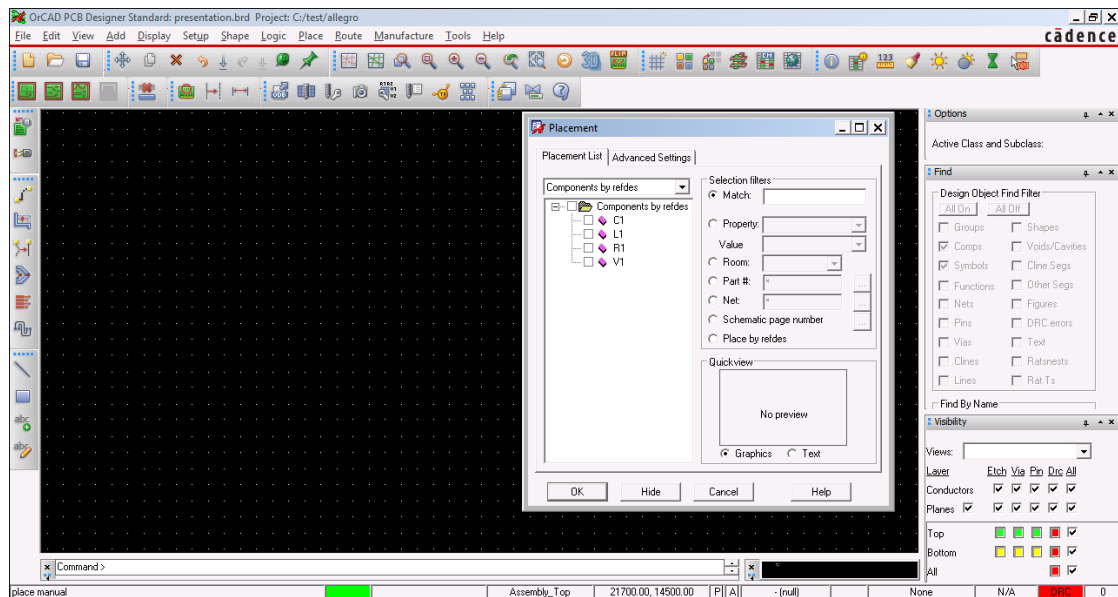 OrCAD PCB Designer Standard: presentation.brd Project: C:/test/allegro
File Edit View Add Display Setup Shape Logic Place Route Manufacture Tools Help
cādence
Placement
Placement List Advanced Settings
Components by refdes
Components by refdes
C1
L1
R1
V1
Selection filters
Match:
Property:
Value
Room:
Part #: *
Net: *
Schematic page number
Place by refdes
Quickview
No preview
Graphics Text
OK Hide Cancel Help
Options
Active Class and Subclass:
Find
Design Object Find Filter
All On All Off
Groups Shapes
Comps Voids/Cavities
Symbols Cline Segs
Functions Other Segs
Nets Figures
Pins DRC errors
Vias Text
Clines Ratsnests
Lines Rat Ts
Find By Name
Visibility
Views:
Layer Etch Via Pin Drc All
Conductors
Planes
Top
Bottom
All
Command >
place manual Assembly_Top 21700.00, 14500.00 P A - (null) None N/A DRC 0